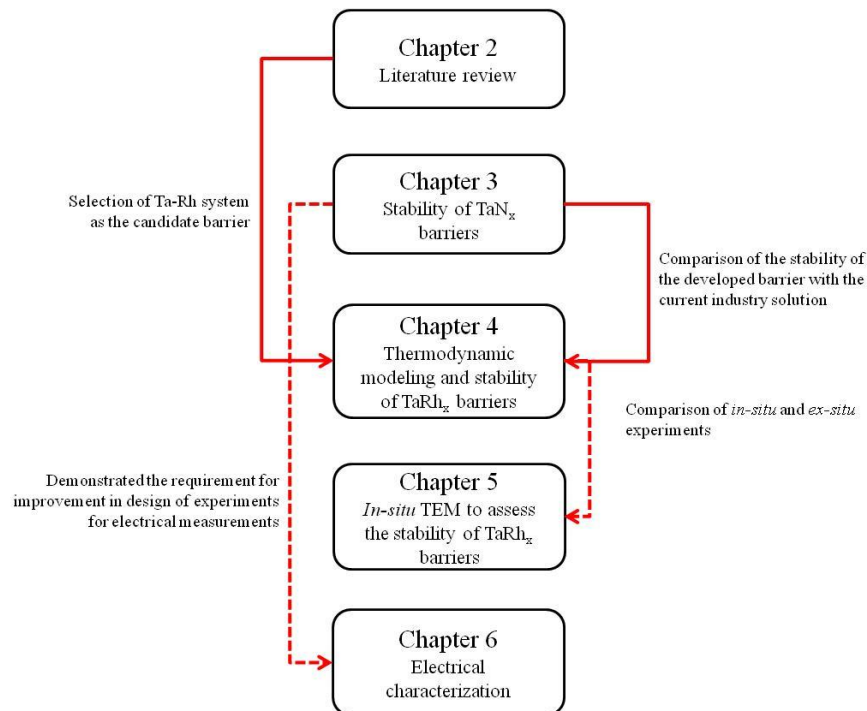 Chapter 2
Literature review
Selection of Ta-Rh system
as the candidate barrier
Chapter 3
Stability of TaNₓ
barriers
Comparison of the stability of
the developed barrier with the
current industry solution
Chapter 4
Thermodynamic
modeling and stability
of TaRhₓ barriers
Comparison of in-situ and ex-situ
experiments
Demonstrated the requirement for
improvement in design of experiments
for electrical measurements
Chapter 5
In-situ TEM to assess
the stability of TaRhₓ
barriers
Chapter 6
Electrical
characterization